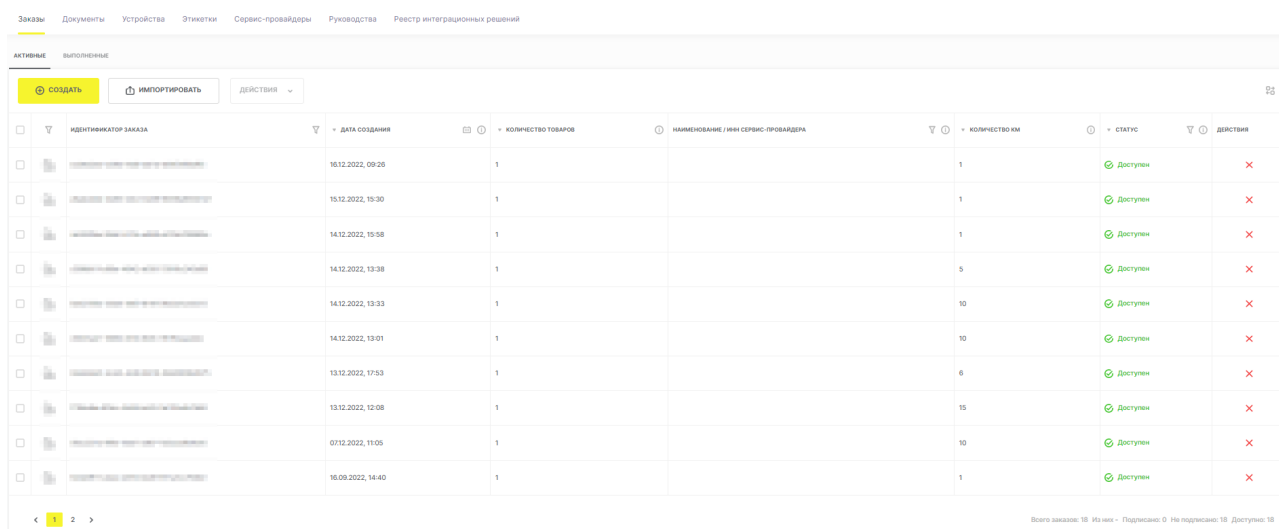 Заказы Документы Устройства Этикетки Сервис-провайдеры Руководства Реестр интеграционных решений
АКТИВНЫЕ ВЫПОЛНЕННЫЕ
СОЗДАТЬ ИМПОРТИРОВАТЬ ДЕЙСТВИЯ
ИДЕНТИФИКАТОР ЗАКАЗА ДАТА СОЗДАНИЯ КОЛИЧЕСТВО ТОВАРОВ НАИМЕНОВАНИЕ / ИНН СЕРВИС-ПРОВАЙДЕРА КОЛИЧЕСТВО КМ СТАТУС ДЕЙСТВИЯ
16.12.2022, 09:26 1 1 Доступен
15.12.2022, 15:30 1 1 Доступен
14.12.2022, 15:58 1 1 Доступен
14.12.2022, 13:38 1 5 Доступен
14.12.2022, 13:33 1 10 Доступен
14.12.2022, 13:01 1 10 Доступен
13.12.2022, 17:53 1 6 Доступен
13.12.2022, 12:08 1 15 Доступен
07.12.2022, 11:05 1 10 Доступен
16.09.2022, 14:40 1 1 Доступен
1 2
Всего заказов: 18 Из них - Подписано: 0 Не подписано: 18 Доступно: 18